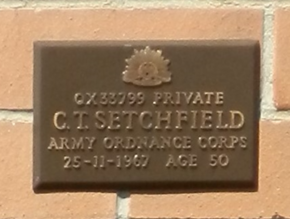 QX33799 PRIVATE
C.T. SETCHFIELD
ARMY ORDNANCE CORPS
25-11-1967 AGE 50